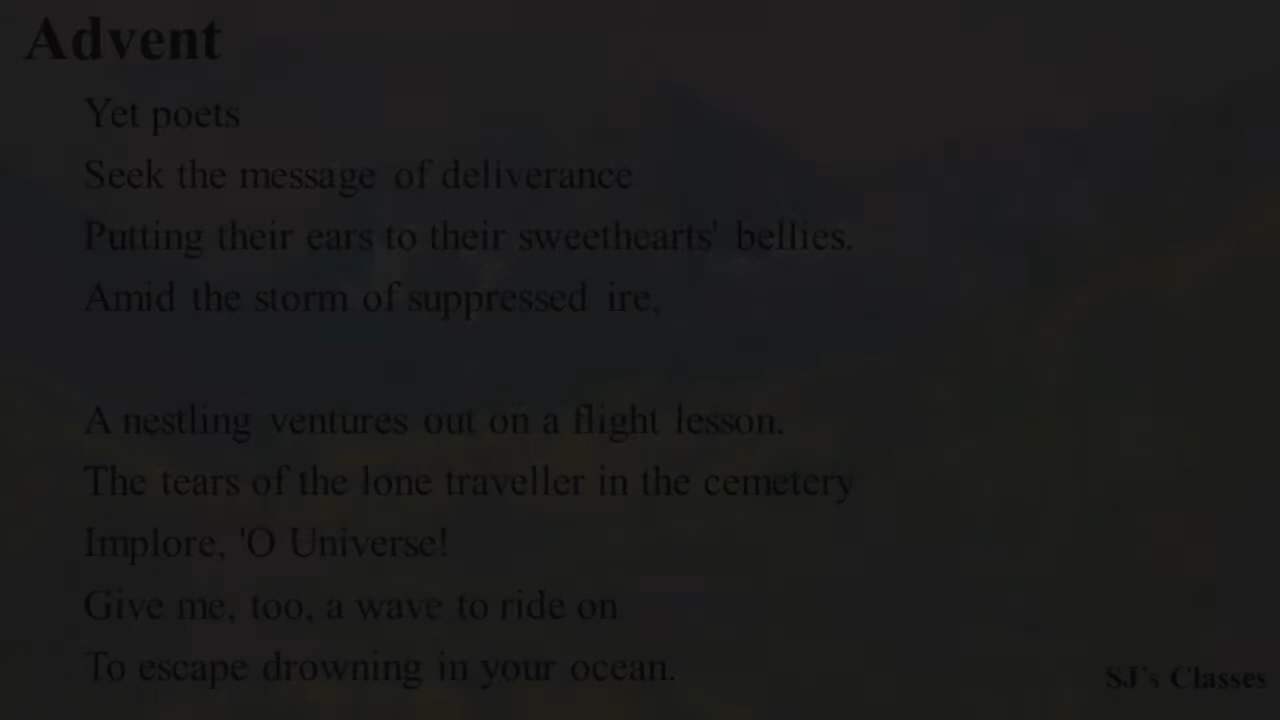 Advent
Yet poets
Seek the message of deliverance
Putting their ears to their sweethearts' bellies.
Amid the storm of suppressed ire,
A nestling ventures out on a flight lesson.
The tears of the lone traveller in the cemetery
Implore, 'O Universe!
Give me, too, a wave to ride on
To escape drowning in your ocean.
SJ's Classes